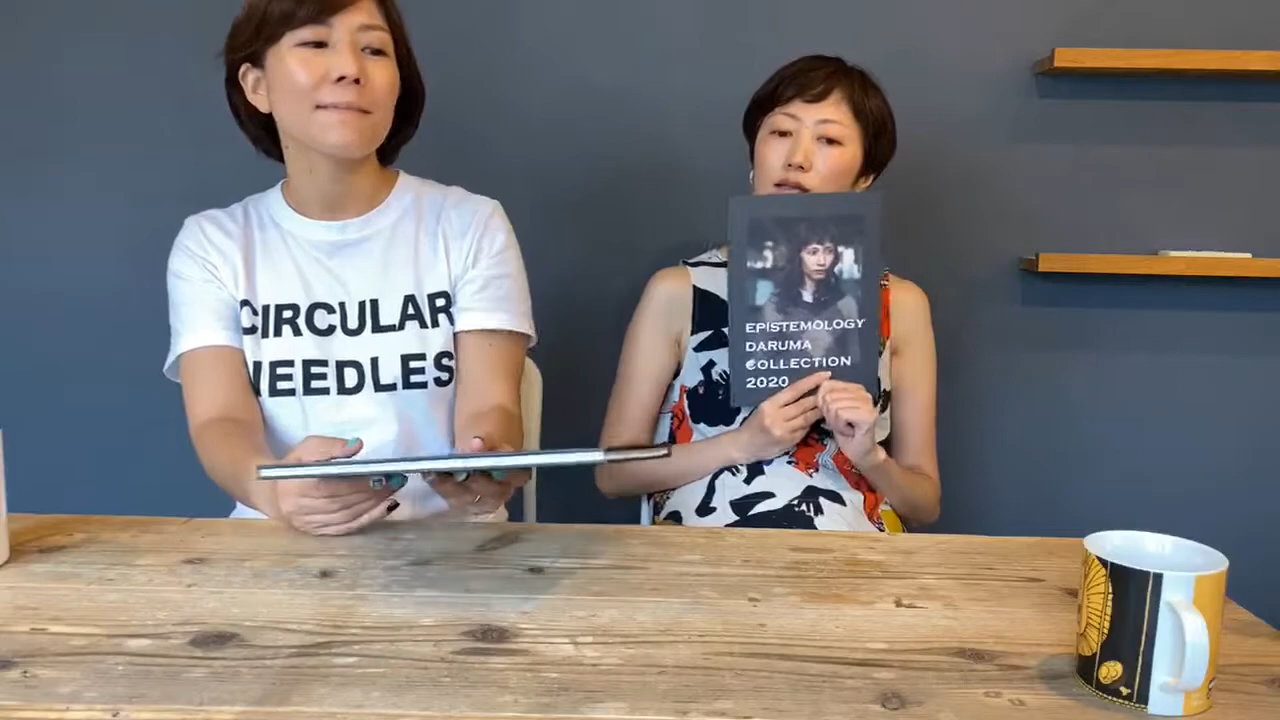 CIRCULAR
NEEDLES
EPISTEMOLOGY
DARUMA
COLLECTION
2020